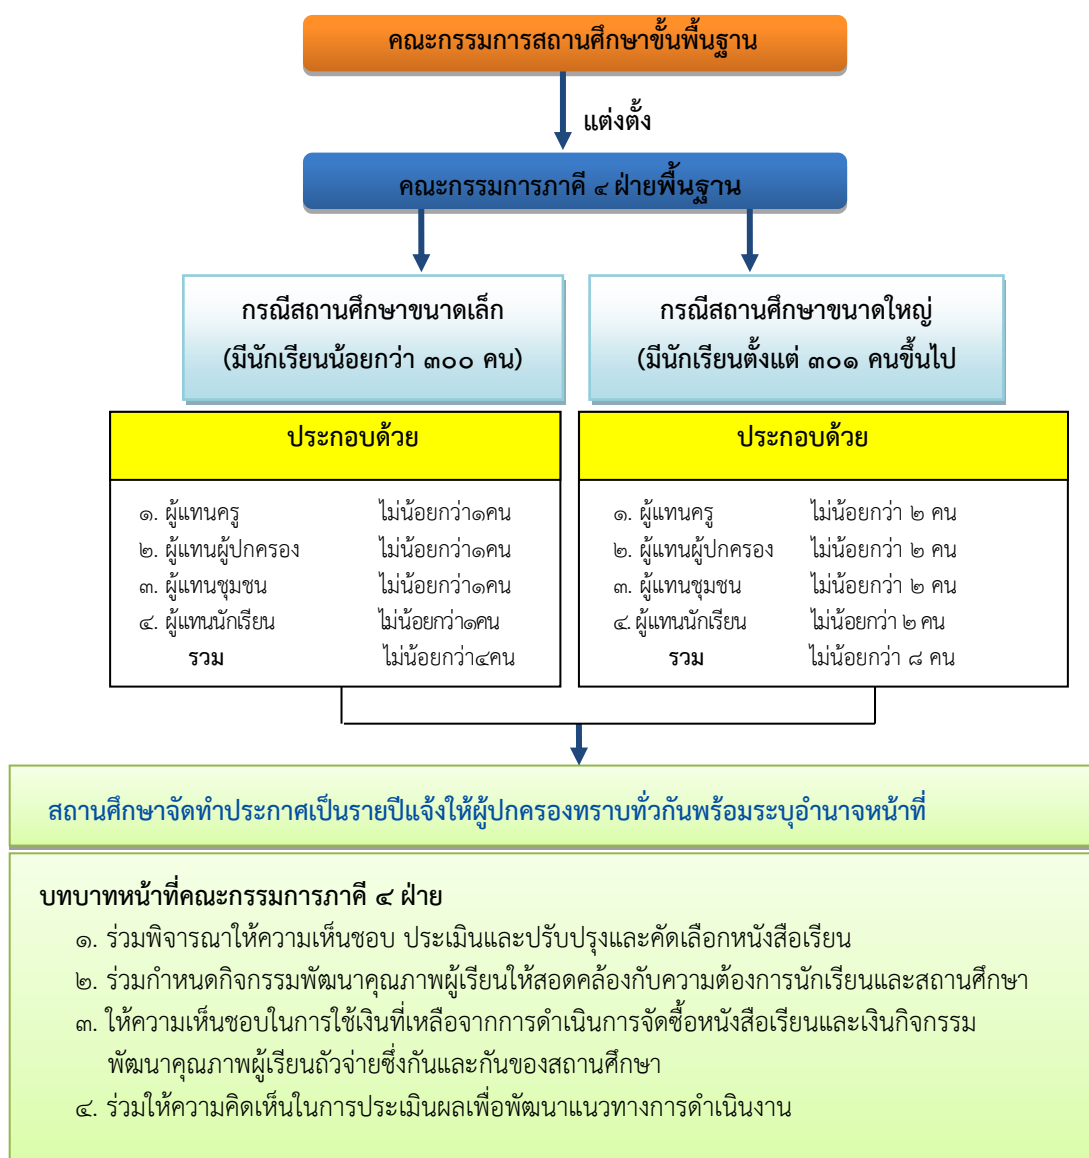 คณะกรรมการสถานศึกษาขั้นพื้นฐาน
แต่งตั้ง
คณะกรรมการภาคี ๔ ฝ่ายพื้นฐาน
กรณีสถานศึกษาขนาดเล็ก
(มีนักเรียนน้อยกว่า ๓๐๐ คน)
กรณีสถานศึกษาขนาดใหญ่
(มีนักเรียนตั้งแต่ ๓๐๑ คนขึ้นไป
ประกอบด้วย
๑. ผู้แทนครู ไม่น้อยกว่า๑คน
๒. ผู้แทนผู้ปกครอง ไม่น้อยกว่า๑คน
๓. ผู้แทนชุมชน ไม่น้อยกว่า๑คน
๔. ผู้แทนนักเรียน ไม่น้อยกว่า๑คน
รวม ไม่น้อยกว่า๔คน
ประกอบด้วย
๑. ผู้แทนครู ไม่น้อยกว่า ๒ คน
๒. ผู้แทนผู้ปกครอง ไม่น้อยกว่า ๒ คน
๓. ผู้แทนชุมชน ไม่น้อยกว่า ๒ คน
๔. ผู้แทนนักเรียน ไม่น้อยกว่า ๒ คน
รวม ไม่น้อยกว่า ๘ คน
สถานศึกษาจัดทำประกาศเป็นรายปีแจ้งให้ผู้ปกครองทราบทั่วกันพร้อมระบุอำนาจหน้าที่
บทบาทหน้าที่คณะกรรมการภาคี ๔ ฝ่าย
๑. ร่วมพิจารณาให้ความเห็นชอบ ประเมินและปรับปรุงและคัดเลือกหนังสือเรียน
๒. ร่วมกำหนดกิจกรรมพัฒนาคุณภาพผู้เรียนให้สอดคล้องกับความต้องการนักเรียนและสถานศึกษา
๓. ให้ความเห็นชอบในการใช้เงินที่เหลือจากการดำเนินการจัดซื้อหนังสือเรียนและเงินกิจกรรม
พัฒนาคุณภาพผู้เรียนถัวจ่ายซึ่งกันและกันของสถานศึกษา
๔. ร่วมให้ความคิดเห็นในการประเมินผลเพื่อพัฒนาแนวทางการดำเนินงาน